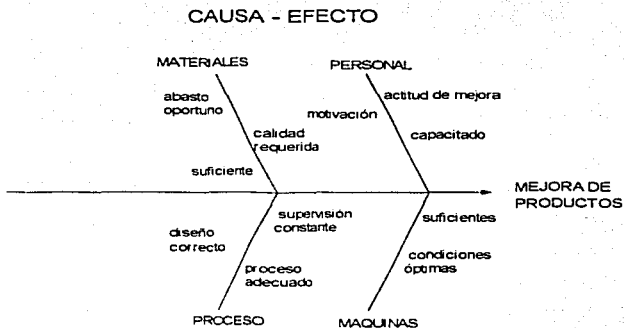 CAUSA - EFECTO
MATERIALES
PERSONAL
abasto
oportuno
actitud de mejora
motivación
calidad
requerida
capacitado
suficiente
MEJORA DE
PRODUCTOS
supervisión
constante
suficientes
diseño
correcto
condiciones
óptimas
proceso
adecuado
PROCESO
MAQUINAS